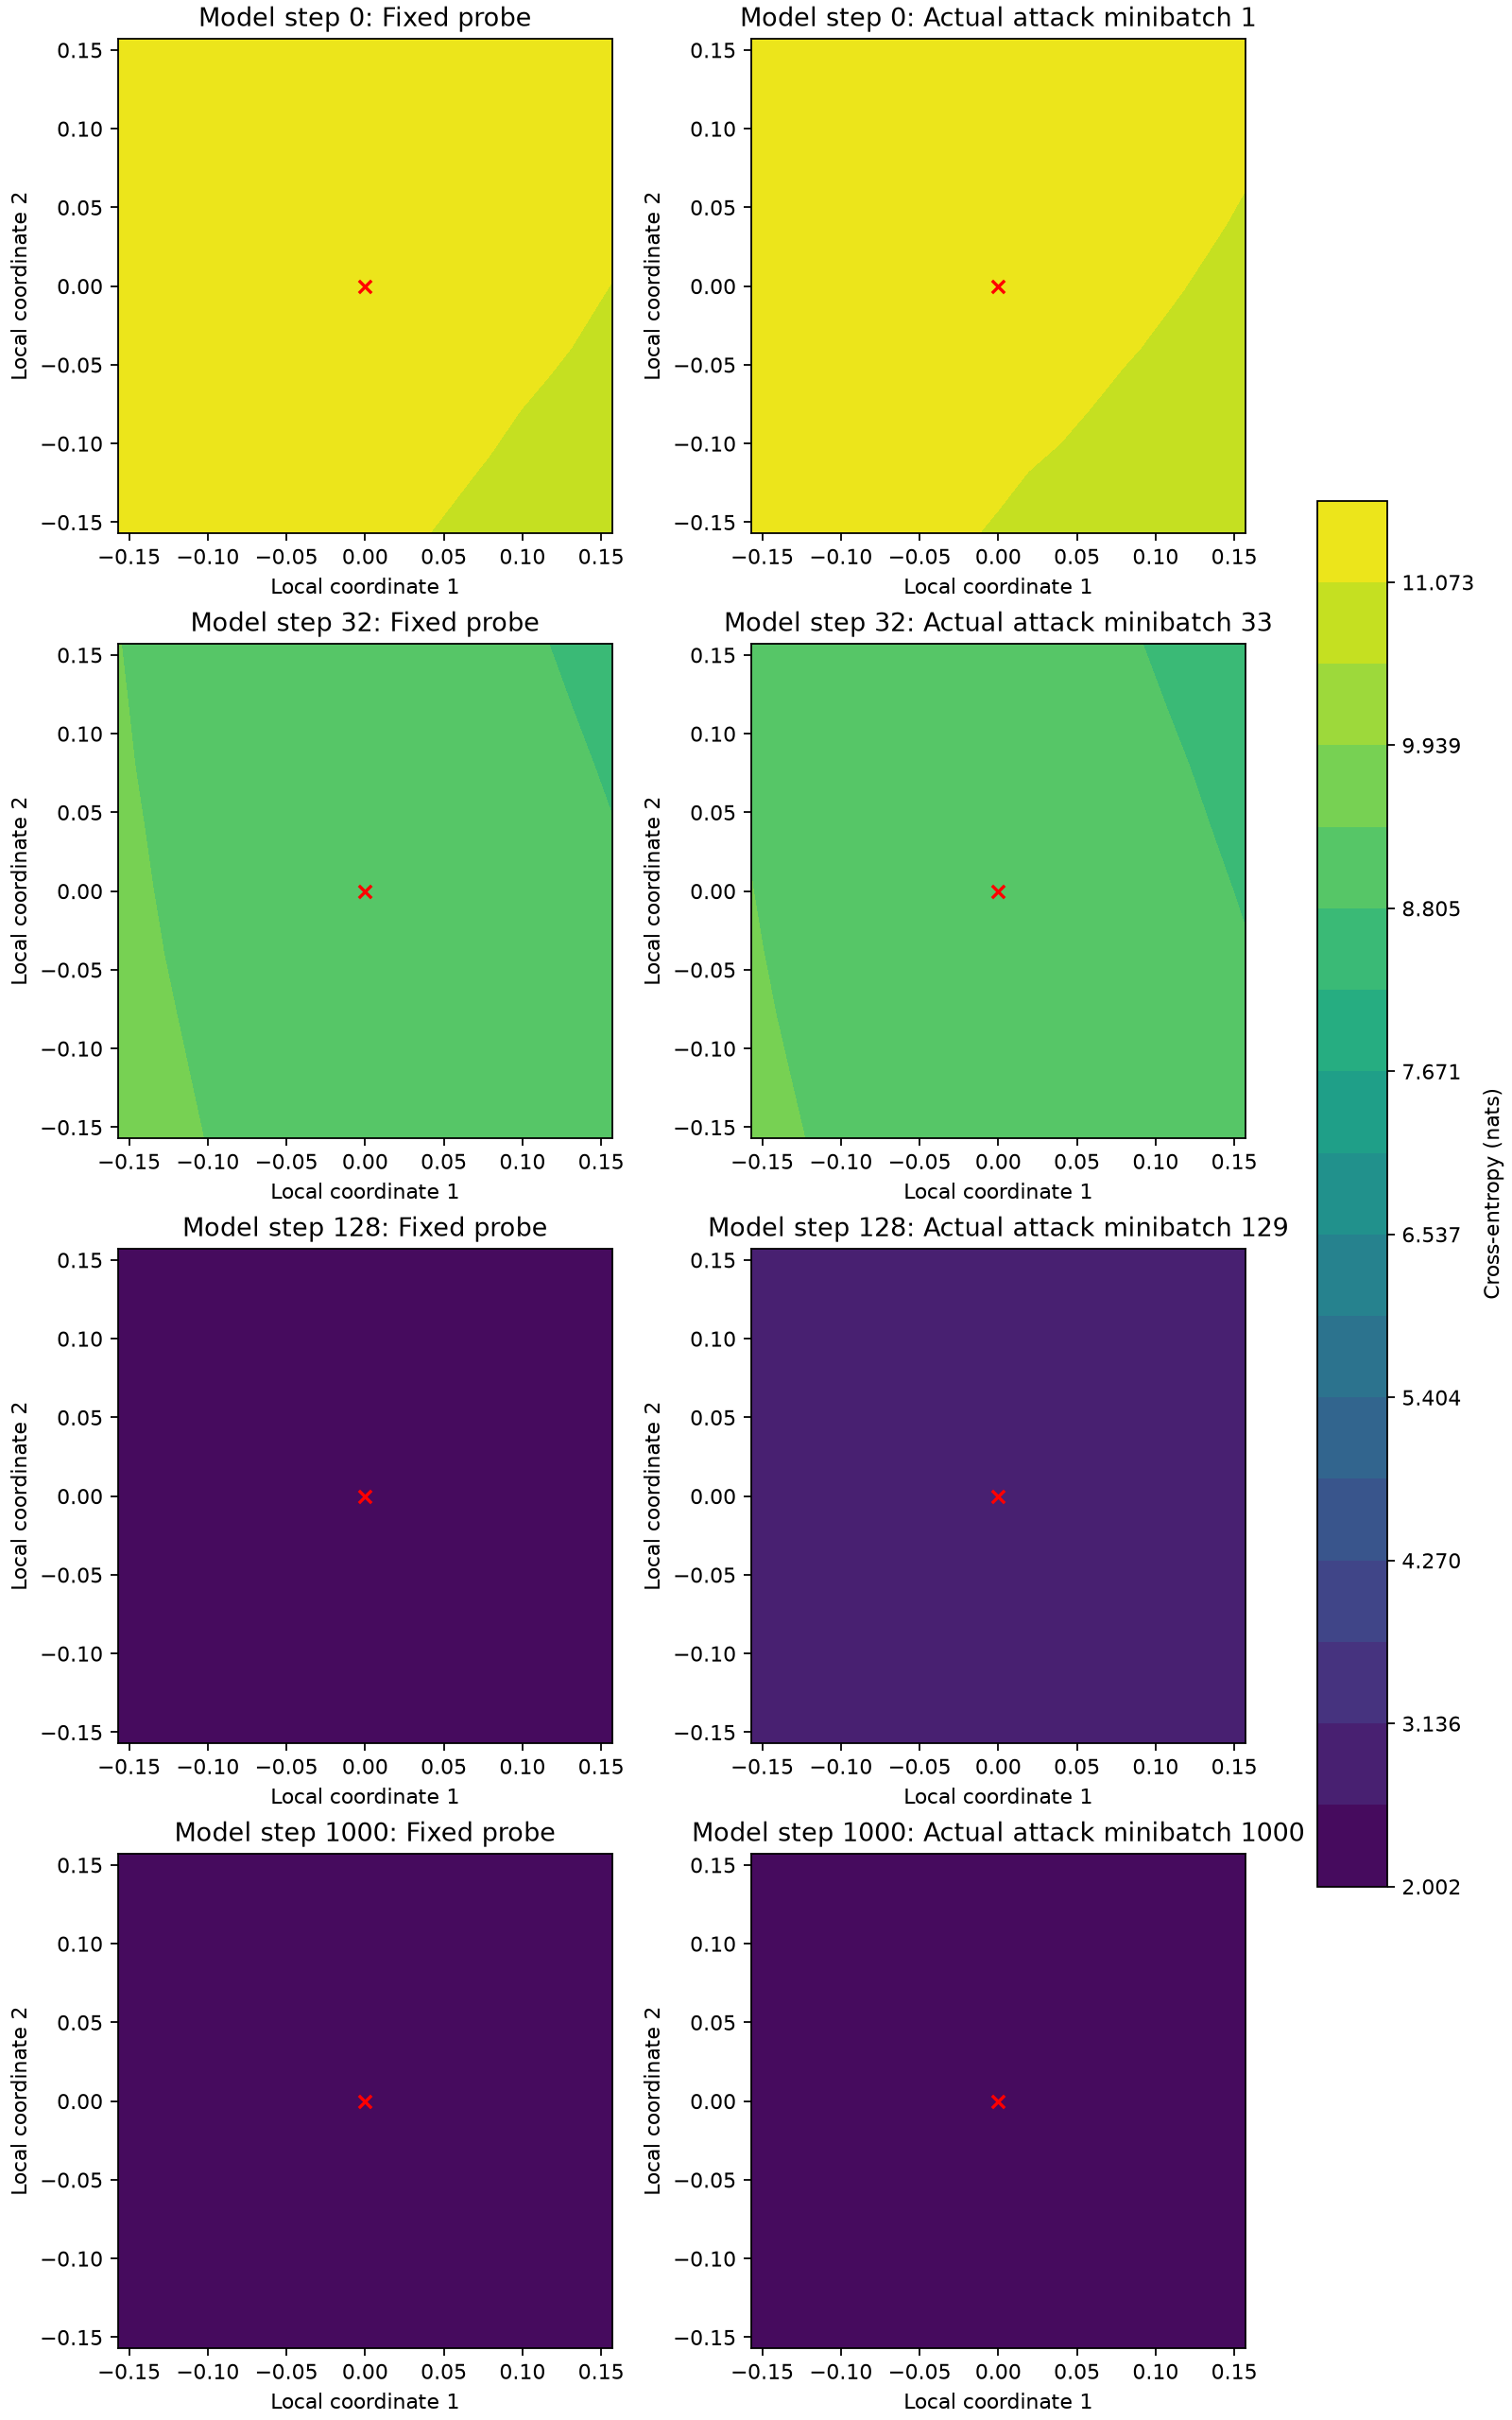 Model step 0: Fixed probe
0.15
0.10
0.05
0.00
−0.05
−0.10
−0.15
Local coordinate 2
−0.15 −0.10 −0.05 0.00 0.05 0.10 0.15
Local coordinate 1
Model step 0: Actual attack minibatch 1
0.15
0.10
0.05
0.00
−0.05
−0.10
−0.15
Local coordinate 2
−0.15 −0.10 −0.05 0.00 0.05 0.10 0.15
Local coordinate 1
Model step 32: Fixed probe
0.15
0.10
0.05
0.00
−0.05
−0.10
−0.15
Local coordinate 2
−0.15 −0.10 −0.05 0.00 0.05 0.10 0.15
Local coordinate 1
Model step 32: Actual attack minibatch 33
0.15
0.10
0.05
0.00
−0.05
−0.10
−0.15
Local coordinate 2
−0.15 −0.10 −0.05 0.00 0.05 0.10 0.15
Local coordinate 1
Model step 128: Fixed probe
0.15
0.10
0.05
0.00
−0.05
−0.10
−0.15
Local coordinate 2
−0.15 −0.10 −0.05 0.00 0.05 0.10 0.15
Local coordinate 1
Model step 128: Actual attack minibatch 129
0.15
0.10
0.05
0.00
−0.05
−0.10
−0.15
Local coordinate 2
−0.15 −0.10 −0.05 0.00 0.05 0.10 0.15
Local coordinate 1
Model step 1000: Fixed probe
0.15
0.10
0.05
0.00
−0.05
−0.10
−0.15
Local coordinate 2
−0.15 −0.10 −0.05 0.00 0.05 0.10 0.15
Local coordinate 1
Model step 1000: Actual attack minibatch 1000
0.15
0.10
0.05
0.00
−0.05
−0.10
−0.15
Local coordinate 2
−0.15 −0.10 −0.05 0.00 0.05 0.10 0.15
Local coordinate 1
11.073
9.939
8.805
7.671
6.537
5.404
4.270
3.136
2.002
Cross-entropy (nats)